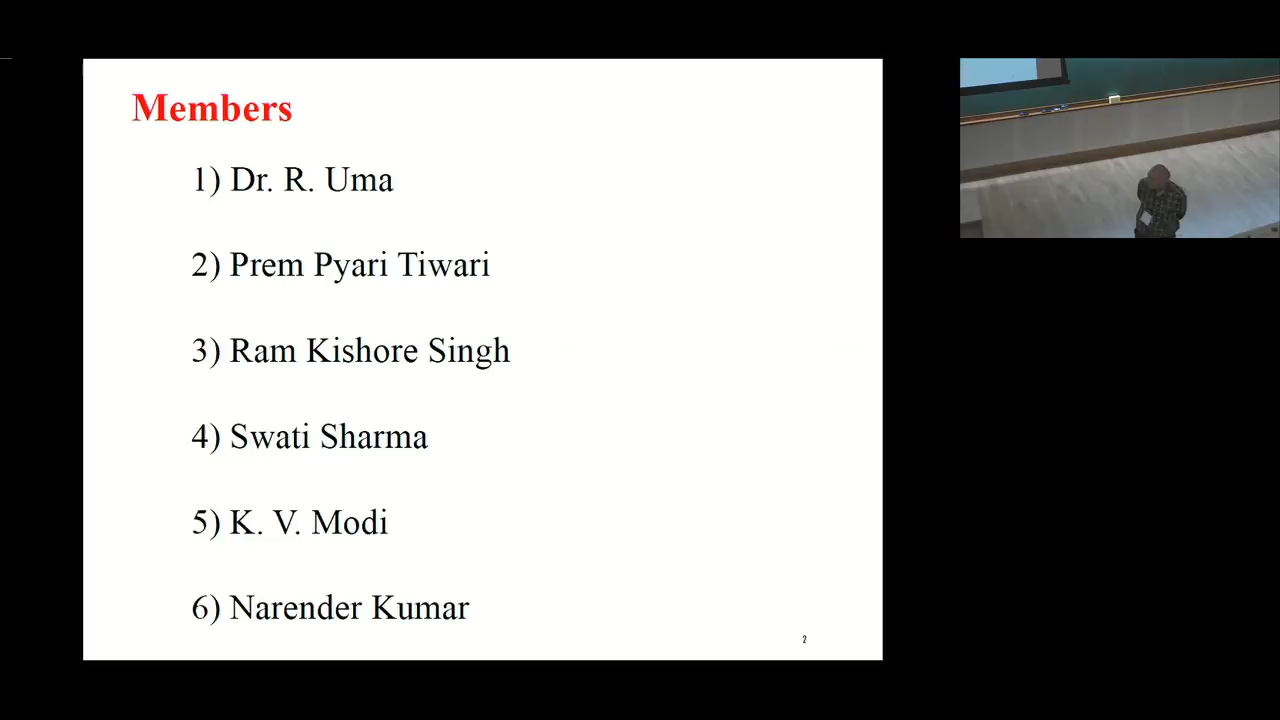 Members
1) Dr. R. Uma
2) Prem Pyari Tiwari
3) Ram Kishore Singh
4) Swati Sharma
5) K. V. Modi
6) Narender Kumar
2